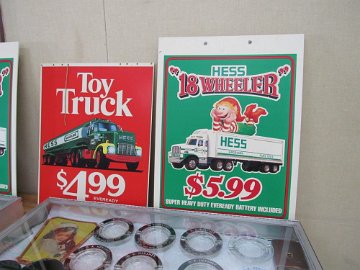 Toy
Truck
$4.99
EVEREADY
HESS
18 WHEELER
HESS
$5.99
SUPER HEAVY DUTY EVEREADY BATTERY INCLUDED